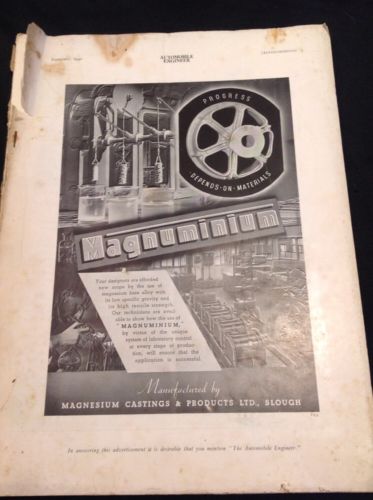 AUTOMOBILE
ENGINEER
PROGRESS
DEPENDS-ON-MATERIALS
Magnuminium
Your designers are afforded
new scope by the use of
magnesium base alloy with
its low specific gravity and
its high tensile strength.
Our technicians are avail-
able to show how the use of
"MAGNUMINIUM,"
by virtue of the unique
system of laboratory control
at every stage of produc-
tion, will ensure that the
application is successful.
Manufactured by
MAGNESIUM CASTINGS & PRODUCTS LTD., SLOUGH
In answering this advertisement it is desirable that you mention "The Automobile Engineer."